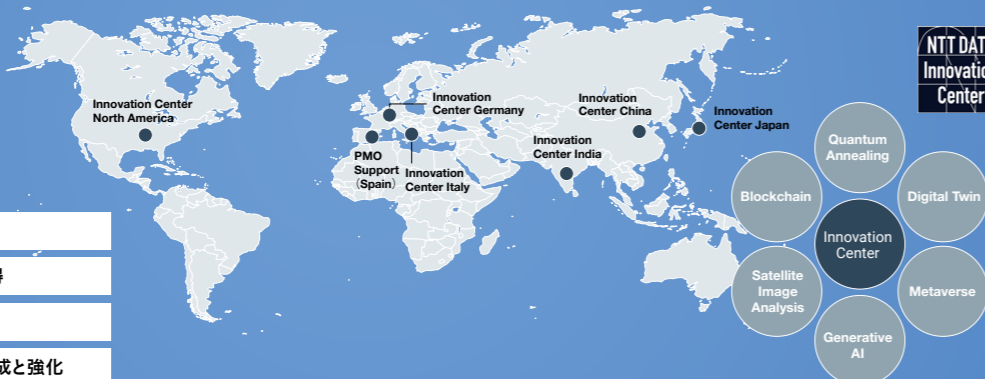 Innovation Center
North America
Innovation
Center Germany
PMO
Support
（Spain）
Innovation
Center Italy
Innovation
Center India
Innovation
Center China
Innovation
Center Japan
NTT DAT
Innovatio
Center
Quantum
Annealing
Blockchain
Digital Twin
Innovation
Center
Satellite
Image
Analysis
Metaverse
Generative
AI
成と強化